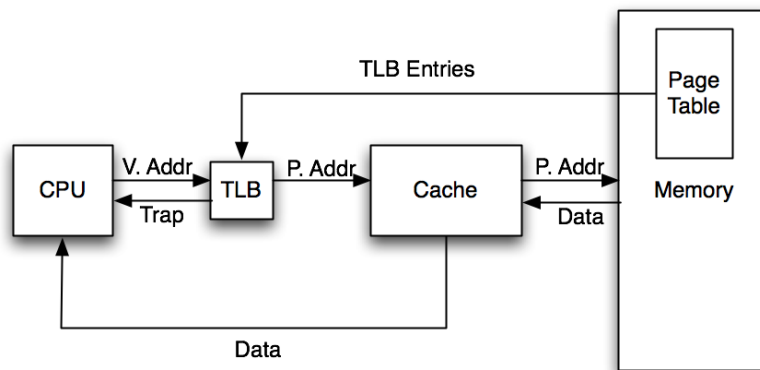 TLB Entries
Page
Table
V. Addr
P. Addr
P. Addr
CPU
TLB
Cache
Memory
Trap
Data
Data